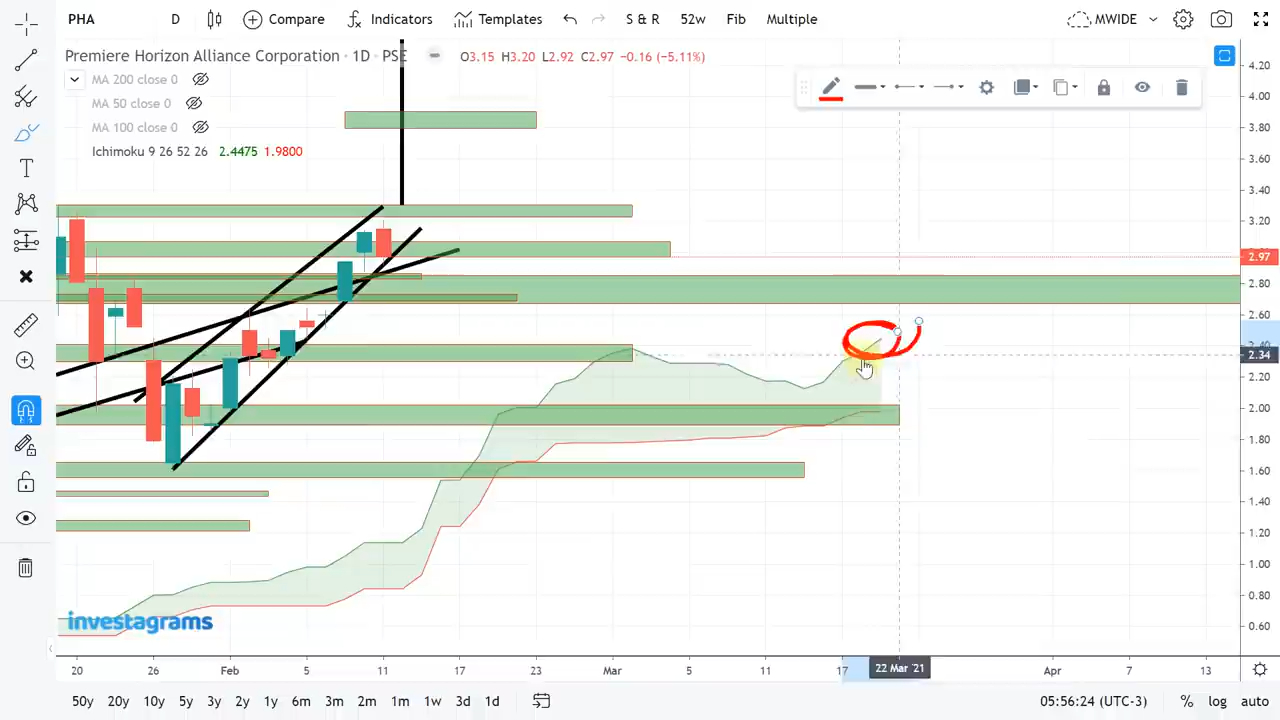 PHA D Compare Indicators Templates S & R 52w Fib Multiple MWIDE
Premiere Horizon Alliance Corporation · 1D · PSE O3.15 H3.20 L2.92 C2.97 −0.16 (−5.11%)
MA 200 close 0
MA 50 close 0
MA 100 close 0
Ichimoku 9 26 52 26 2.4475 1.9800
4.20
4.00
3.80
3.60
3.40
3.20
2.97
2.80
2.60
2.40
2.34
2.20
2.00
1.80
1.60
1.40
1.20
1.00
0.80
0.60
investagrams
20 26 Feb 5 11 17 23 Mar 5 11 17 22 Mar '21 Apr 7 13
50y 20y 10y 5y 3y 2y 1y 6m 3m 2m 1m 1w 3d 1d 05:56:24 (UTC-3) % log auto